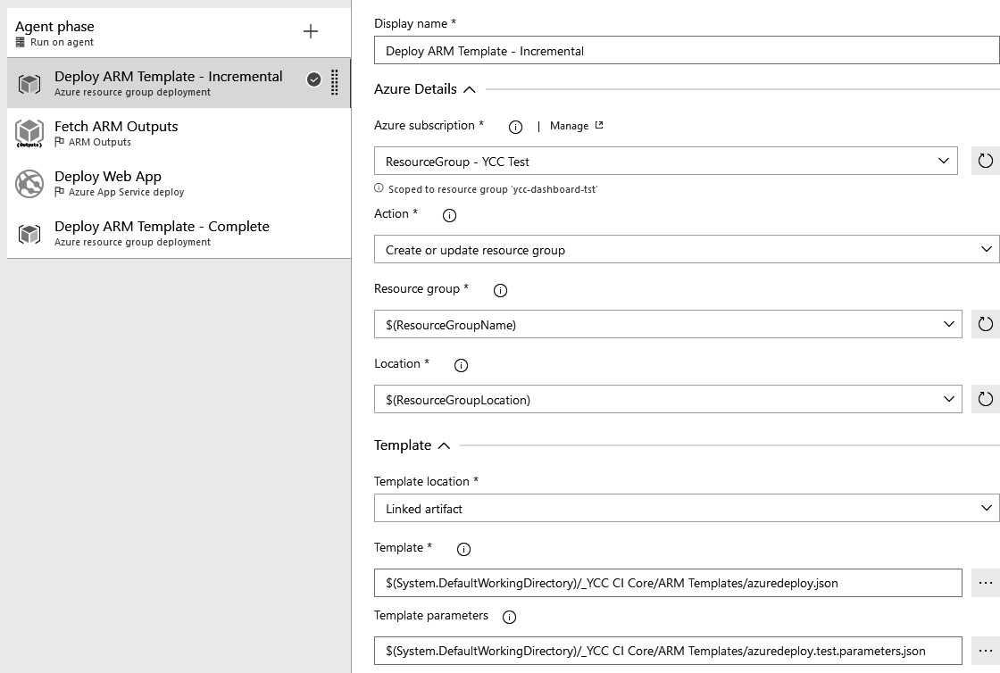 Agent phase
Run on agent
Deploy ARM Template - Incremental
Azure resource group deployment
Fetch ARM Outputs
ARM Outputs
Deploy Web App
Azure App Service deploy
Deploy ARM Template - Complete
Azure resource group deployment
Display name *
Deploy ARM Template - Incremental
Azure Details
Azure subscription * | Manage
ResourceGroup - YCC Test
Scoped to resource group 'ycc-dashboard-tst'
Action *
Create or update resource group
Resource group *
$(ResourceGroupName)
Location *
$(ResourceGroupLocation)
Template
Template location *
Linked artifact
Template *
$(System.DefaultWorkingDirectory)/_YCC CI Core/ARM Templates/azuredeploy.json
Template parameters
$(System.DefaultWorkingDirectory)/_YCC CI Core/ARM Templates/azuredeploy.test.parameters.json